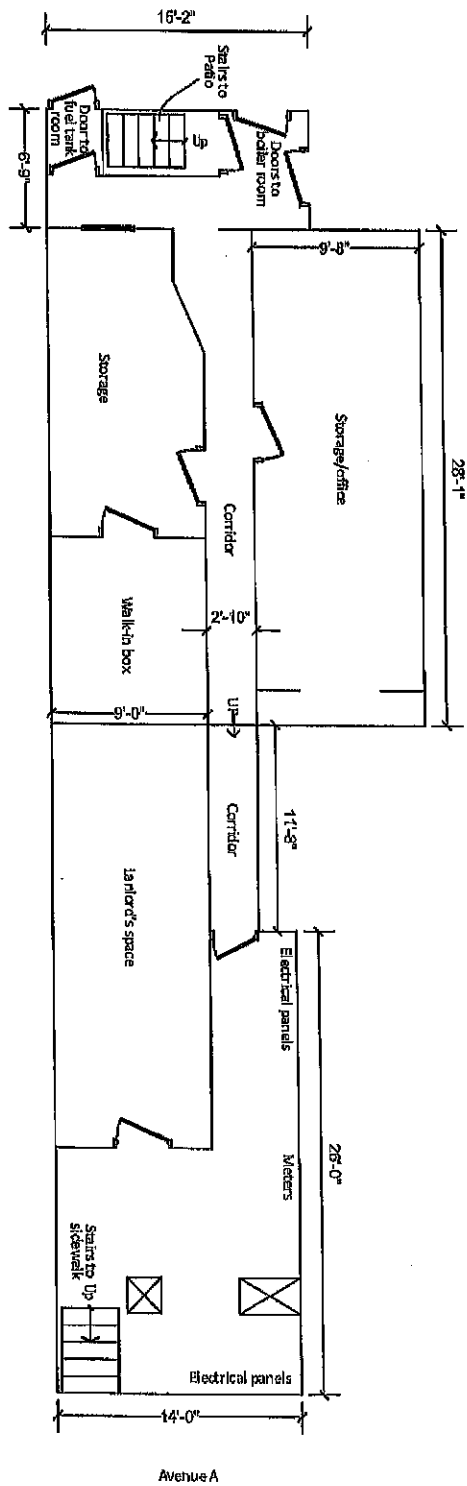 16'-2"
Stairs to
Patio
Up
Doors to
boiler room
Door to
fuel tank
room
6'-9"
9'-8"
28'-1"
Storage
Storage/office
Corridor
Walk-in box
2'-10"
9'-0"
UP
Corridor
11'-8"
Lanlord's space
Electrical panels
Meters
26'-0"
Stairs to Up
sidewalk
Electrical panels
14'-0"
Avenue A